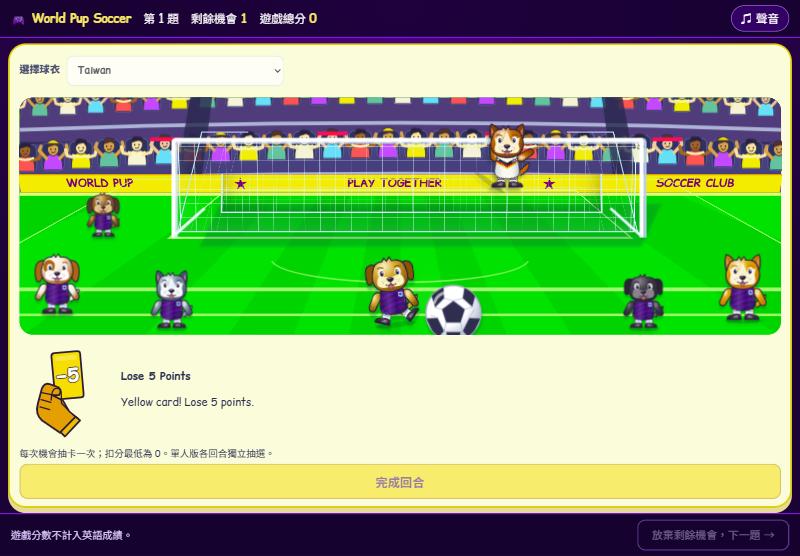 World Pup Soccer 第 1 題 剩餘機會 1 遊戲總分 0 ♫ 聲音
選擇球衣 Taiwan
WORLD PUP ★ PLAY TOGETHER ★ SOCCER CLUB
-5
Lose 5 Points
Yellow card! Lose 5 points.
每次機會抽卡一次；扣分最低為 0。單人版各回合獨立抽選。
完成回合
遊戲分數不計入英語成績。 放棄剩餘機會，下一題 →